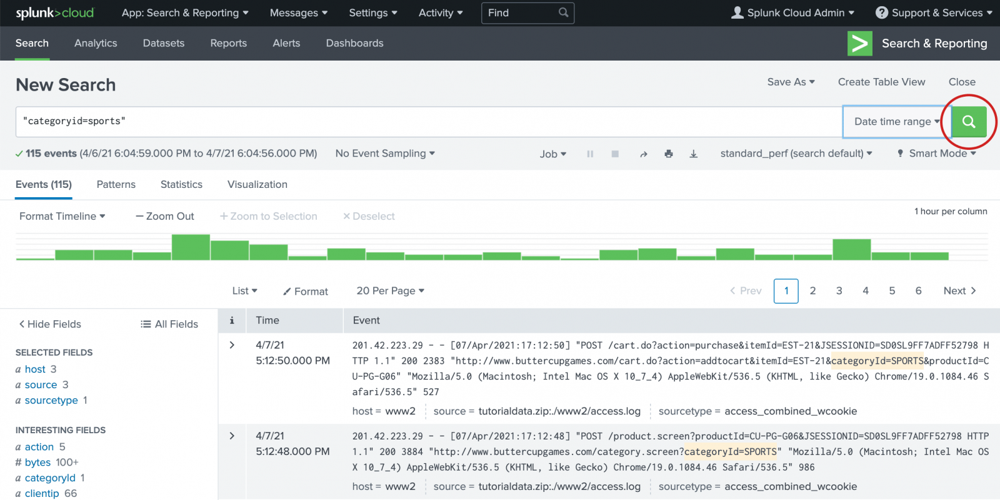 splunk>cloud App: Search & Reporting Messages Settings Activity Find Splunk Cloud Admin ? Support & Services
Search Analytics Datasets Reports Alerts Dashboards > Search & Reporting
New Search Save As Create Table View Close
"categoryid=sports" Date time range
✓ 115 events (4/6/21 6:04:59.000 PM to 4/7/21 6:04:56.000 PM) No Event Sampling Job standard_perf (search default) Smart Mode
Events (115) Patterns Statistics Visualization
Format Timeline — Zoom Out + Zoom to Selection × Deselect 1 hour per column
List Format 20 Per Page < Prev 1 2 3 4 5 6 Next >
< Hide Fields All Fields i Time Event
SELECTED FIELDS
a host 3
a source 3
a sourcetype 1
INTERESTING FIELDS
a action 5
# bytes 100+
a categoryId 1
a clientip 66
> 4/7/21
5:12:50.000 PM
201.42.223.29 - - [07/Apr/2021:17:12:50] "POST /cart.do?action=purchase&itemId=EST-21&JSESSIONID=SD0SL9FF7ADFF52798 H
TTP 1.1" 200 2383 "http://www.buttercupgames.com/cart.do?action=addtocart&itemId=EST-21&categoryId=SPORTS&productId=C
U-PG-G06" "Mozilla/5.0 (Macintosh; Intel Mac OS X 10_7_4) AppleWebKit/536.5 (KHTML, like Gecko) Chrome/19.0.1084.46 S
afari/536.5" 527
host = www2 source = tutorialdata.zip:./www2/access.log sourcetype = access_combined_wcookie
> 4/7/21
5:12:48.000 PM
201.42.223.29 - - [07/Apr/2021:17:12:48] "POST /product.screen?productId=CU-PG-G06&JSESSIONID=SD0SL9FF7ADFF52798 HTTP
1.1" 200 3884 "http://www.buttercupgames.com/category.screen?categoryId=SPORTS" "Mozilla/5.0 (Macintosh; Intel Mac OS
X 10_7_4) AppleWebKit/536.5 (KHTML, like Gecko) Chrome/19.0.1084.46 Safari/536.5" 986
host = www2 source = tutorialdata.zip:./www2/access.log sourcetype = access_combined_wcookie